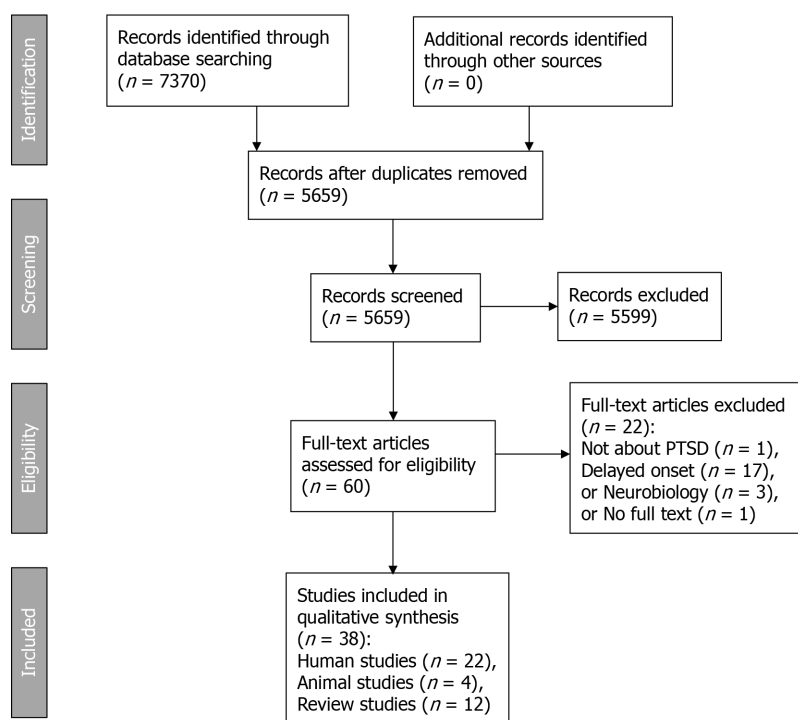 Identification
Records identified through
database searching
(n = 7370)
Additional records identified
through other sources
(n = 0)
Records after duplicates removed
(n = 5659)
Screening
Records screened
(n = 5659)
Records excluded
(n = 5599)
Eligibility
Full-text articles
assessed for eligibility
(n = 60)
Full-text articles excluded
(n = 22):
Not about PTSD (n = 1),
Delayed onset (n = 17),
or Neurobiology (n = 3),
or No full text (n = 1)
Included
Studies included in
qualitative synthesis
(n = 38):
Human studies (n = 22),
Animal studies (n = 4),
Review studies (n = 12)